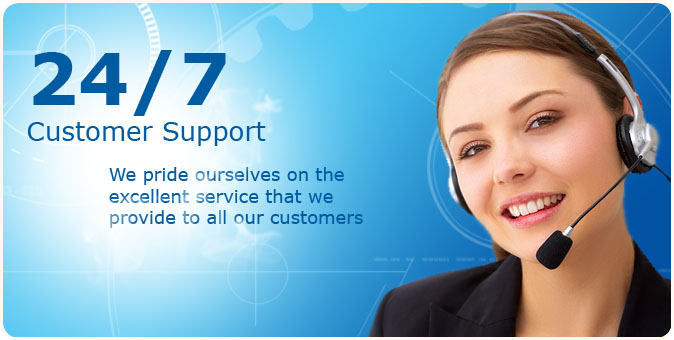 24/7
Customer Support
We pride ourselves on the
excellent service that we
provide to all our customers